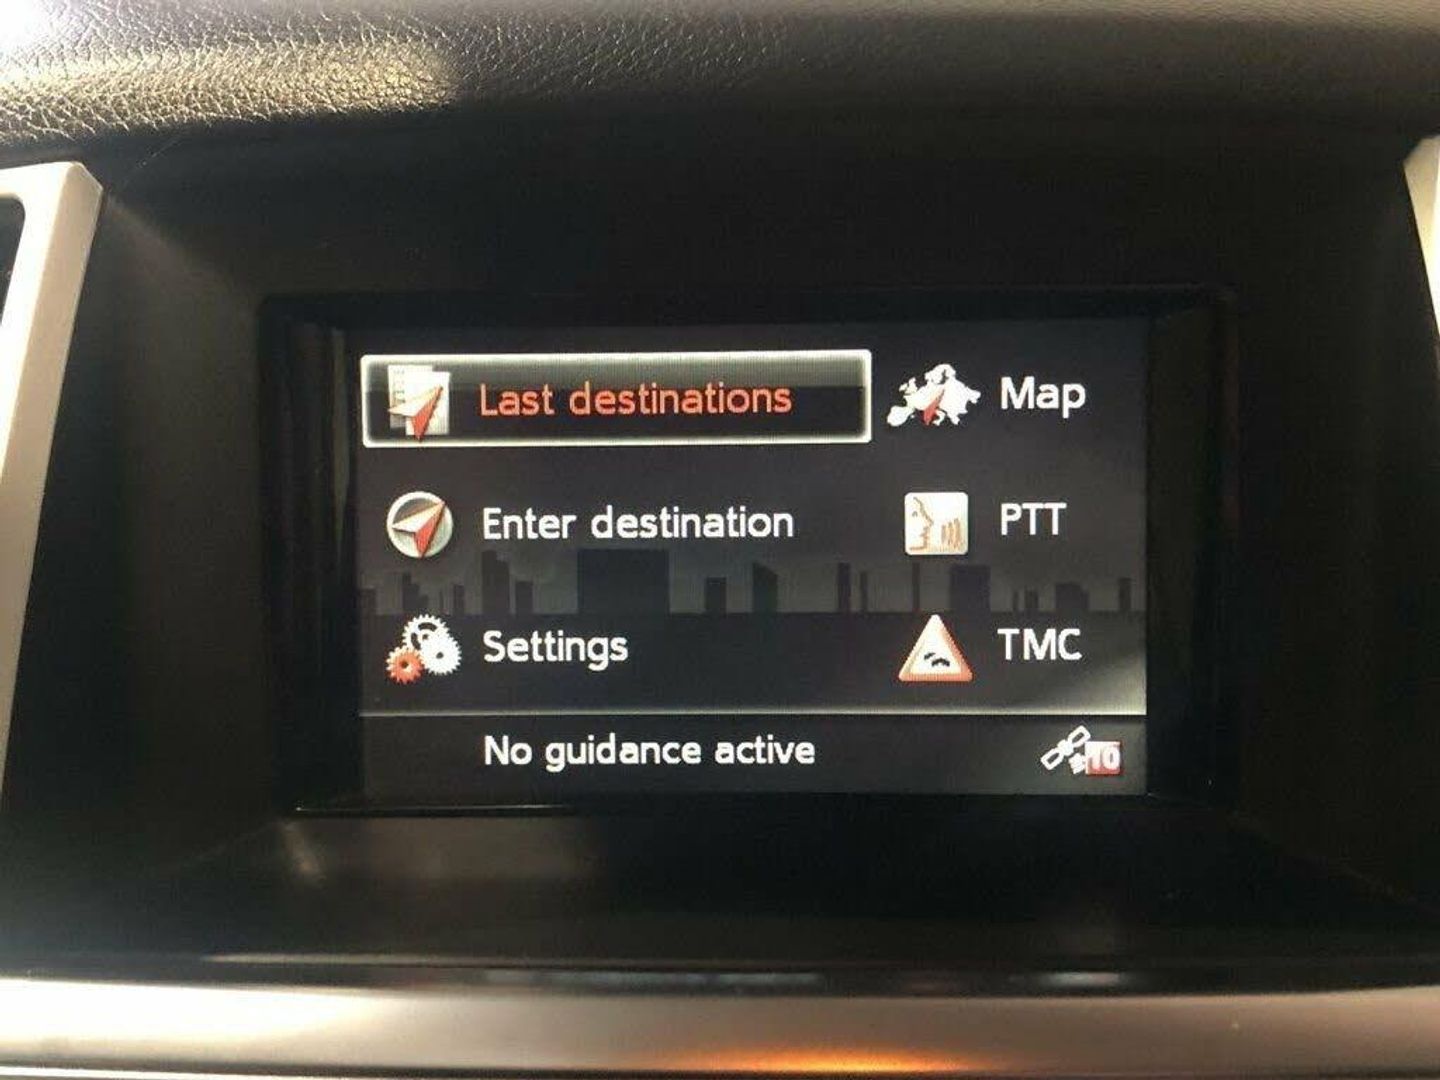 Last destinations
Map
Enter destination
PTT
Settings
TMC
No guidance active
10